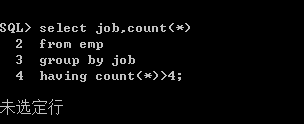 SQL> select job,count(*)
  2  from emp
  3  group by job
  4  having count(*)>4;
未选定行